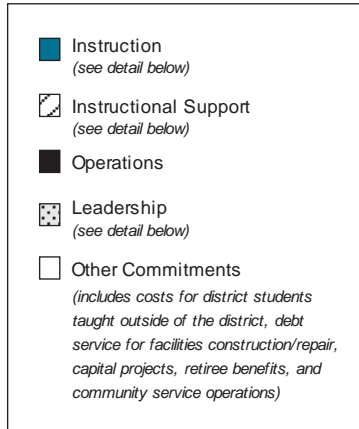 Instruction
(see detail below)
Instructional Support
(see detail below)
Operations
Leadership
(see detail below)
Other Commitments
(includes costs for district students
taught outside of the district, debt
service for facilities construction/repair,
capital projects, retiree benefits, and
community service operations)